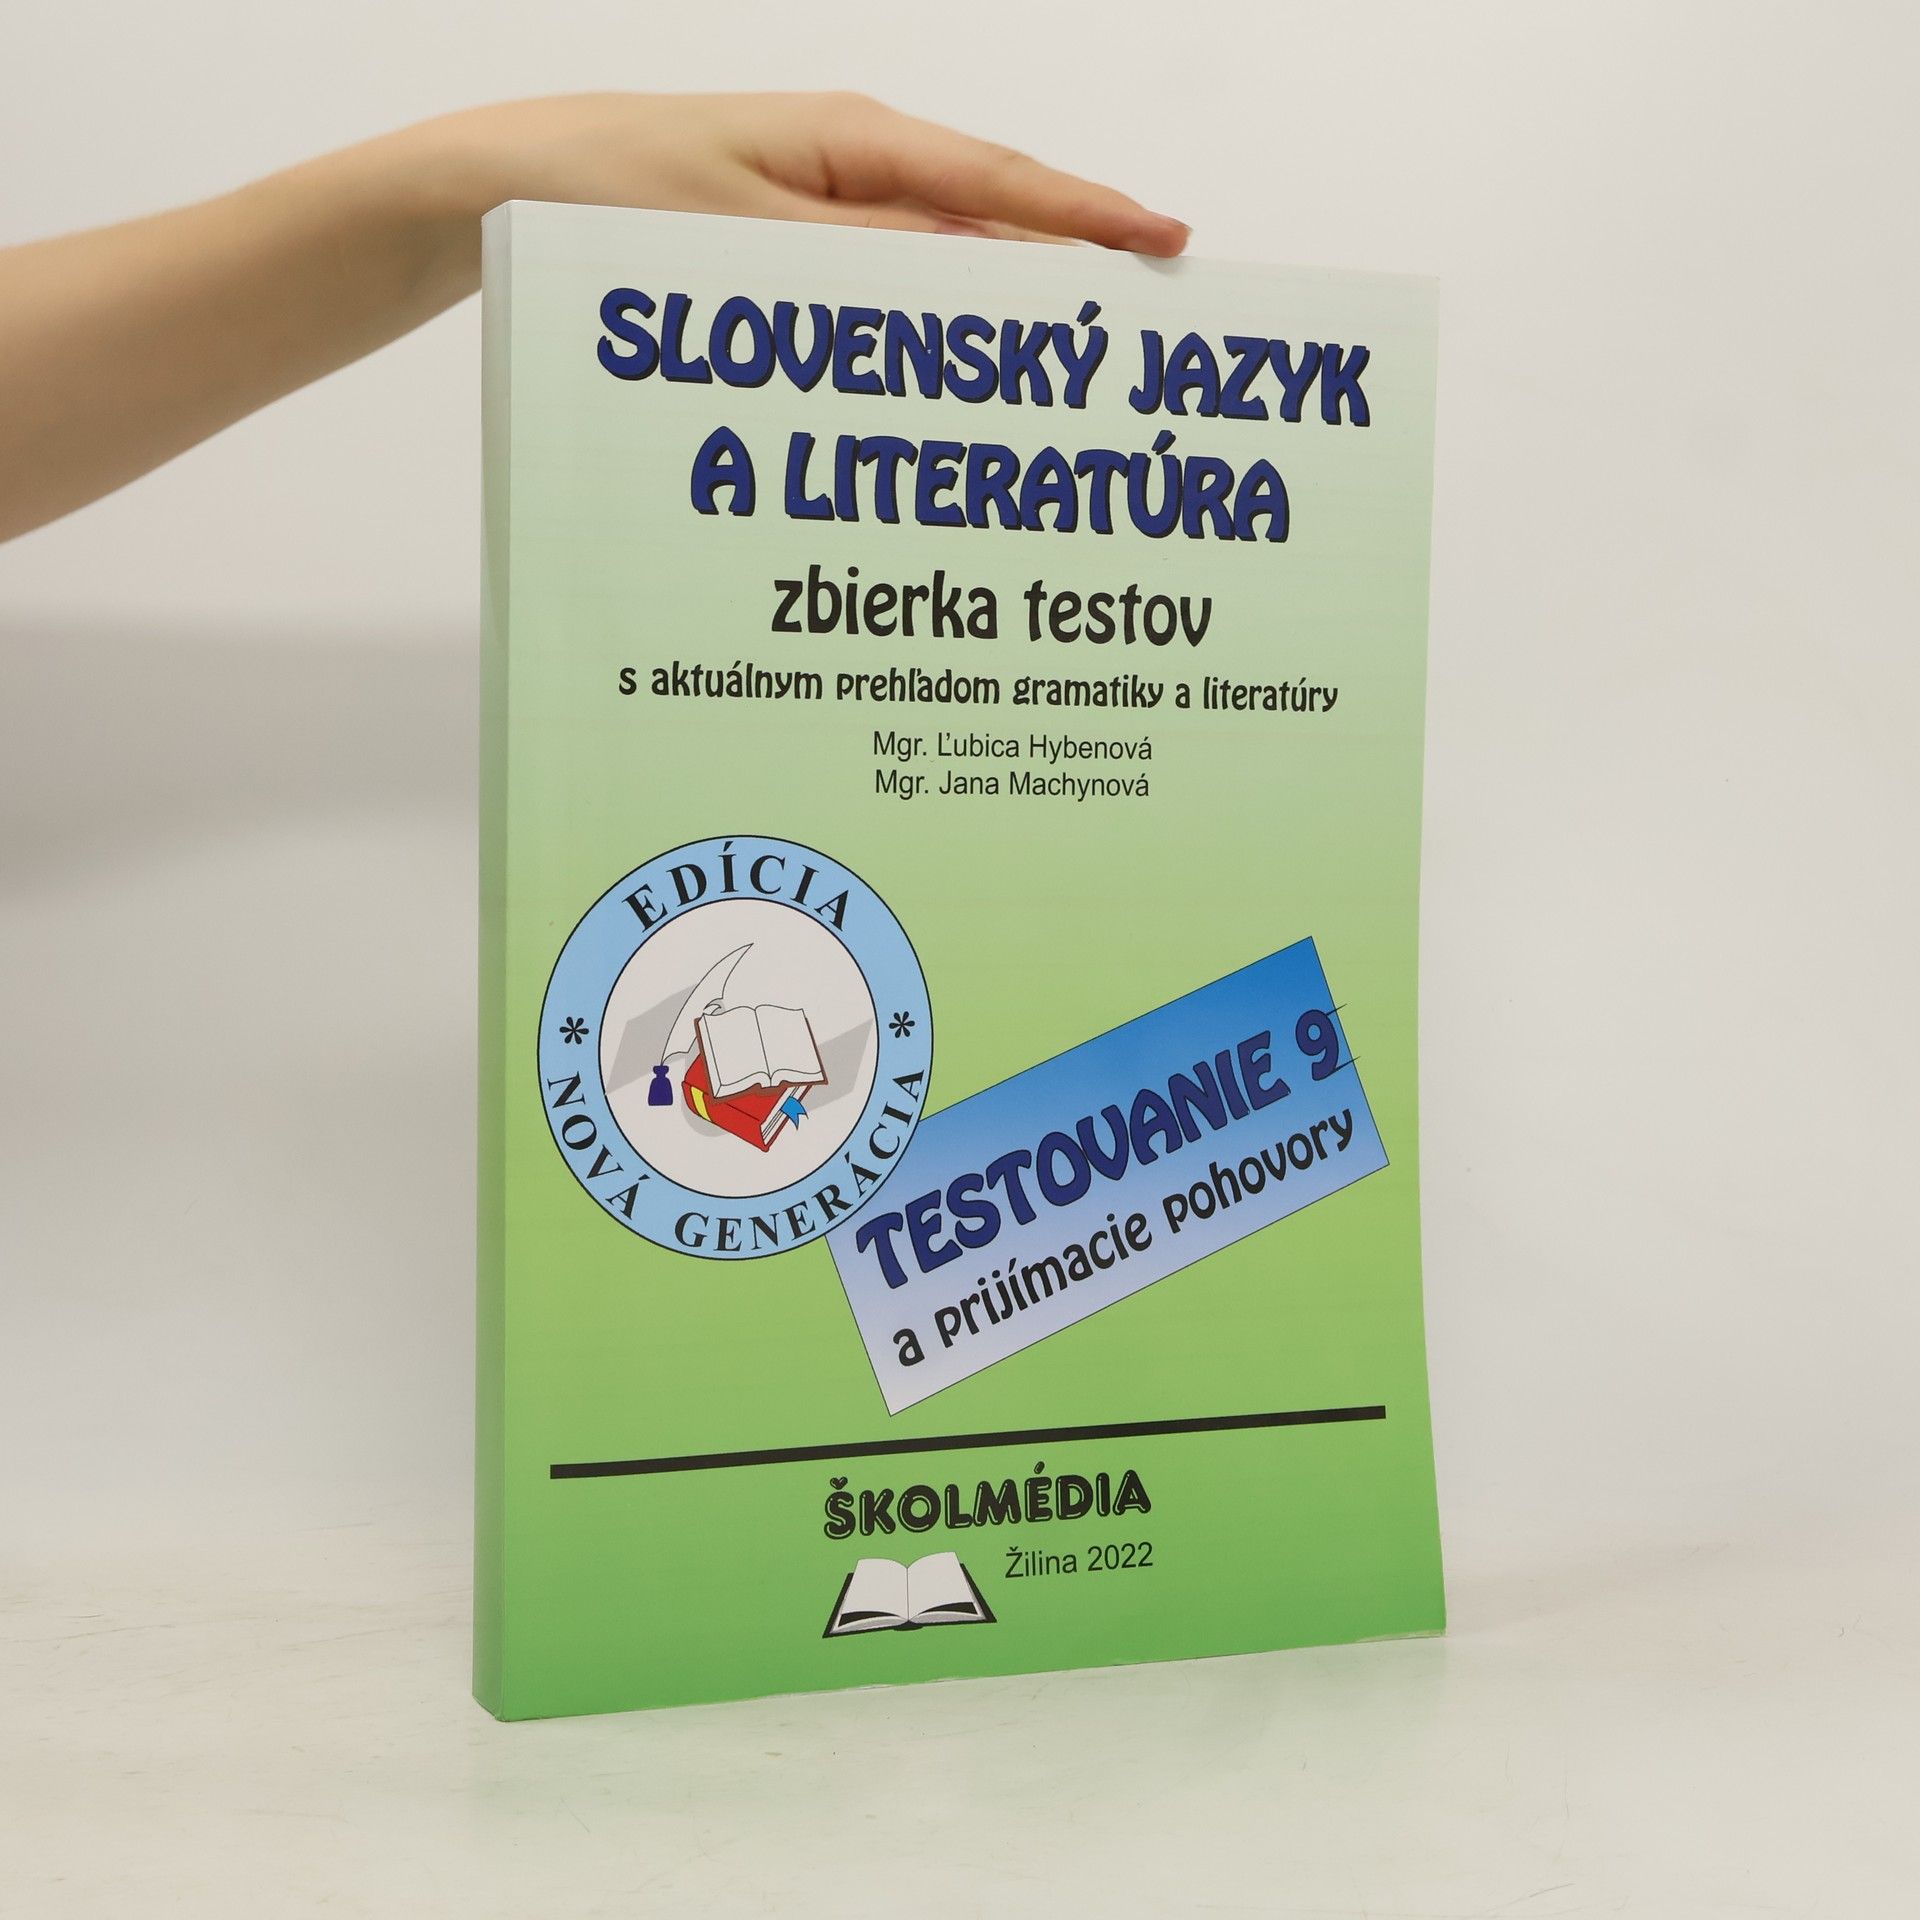 SLOVENSKÝ JAZYK
A LITERATÚRA
zbierka testov
s aktuálnym prehľadom gramatiky a literatúry
Mgr. Ľubica Hybenová
Mgr. Jana Machynová
EDÍCIA
* NOVÁ GENERÁCIA *
TESTOVANIE 9
a prijímacie pohovory
ŠKOLMÉDIA
Žilina 2022